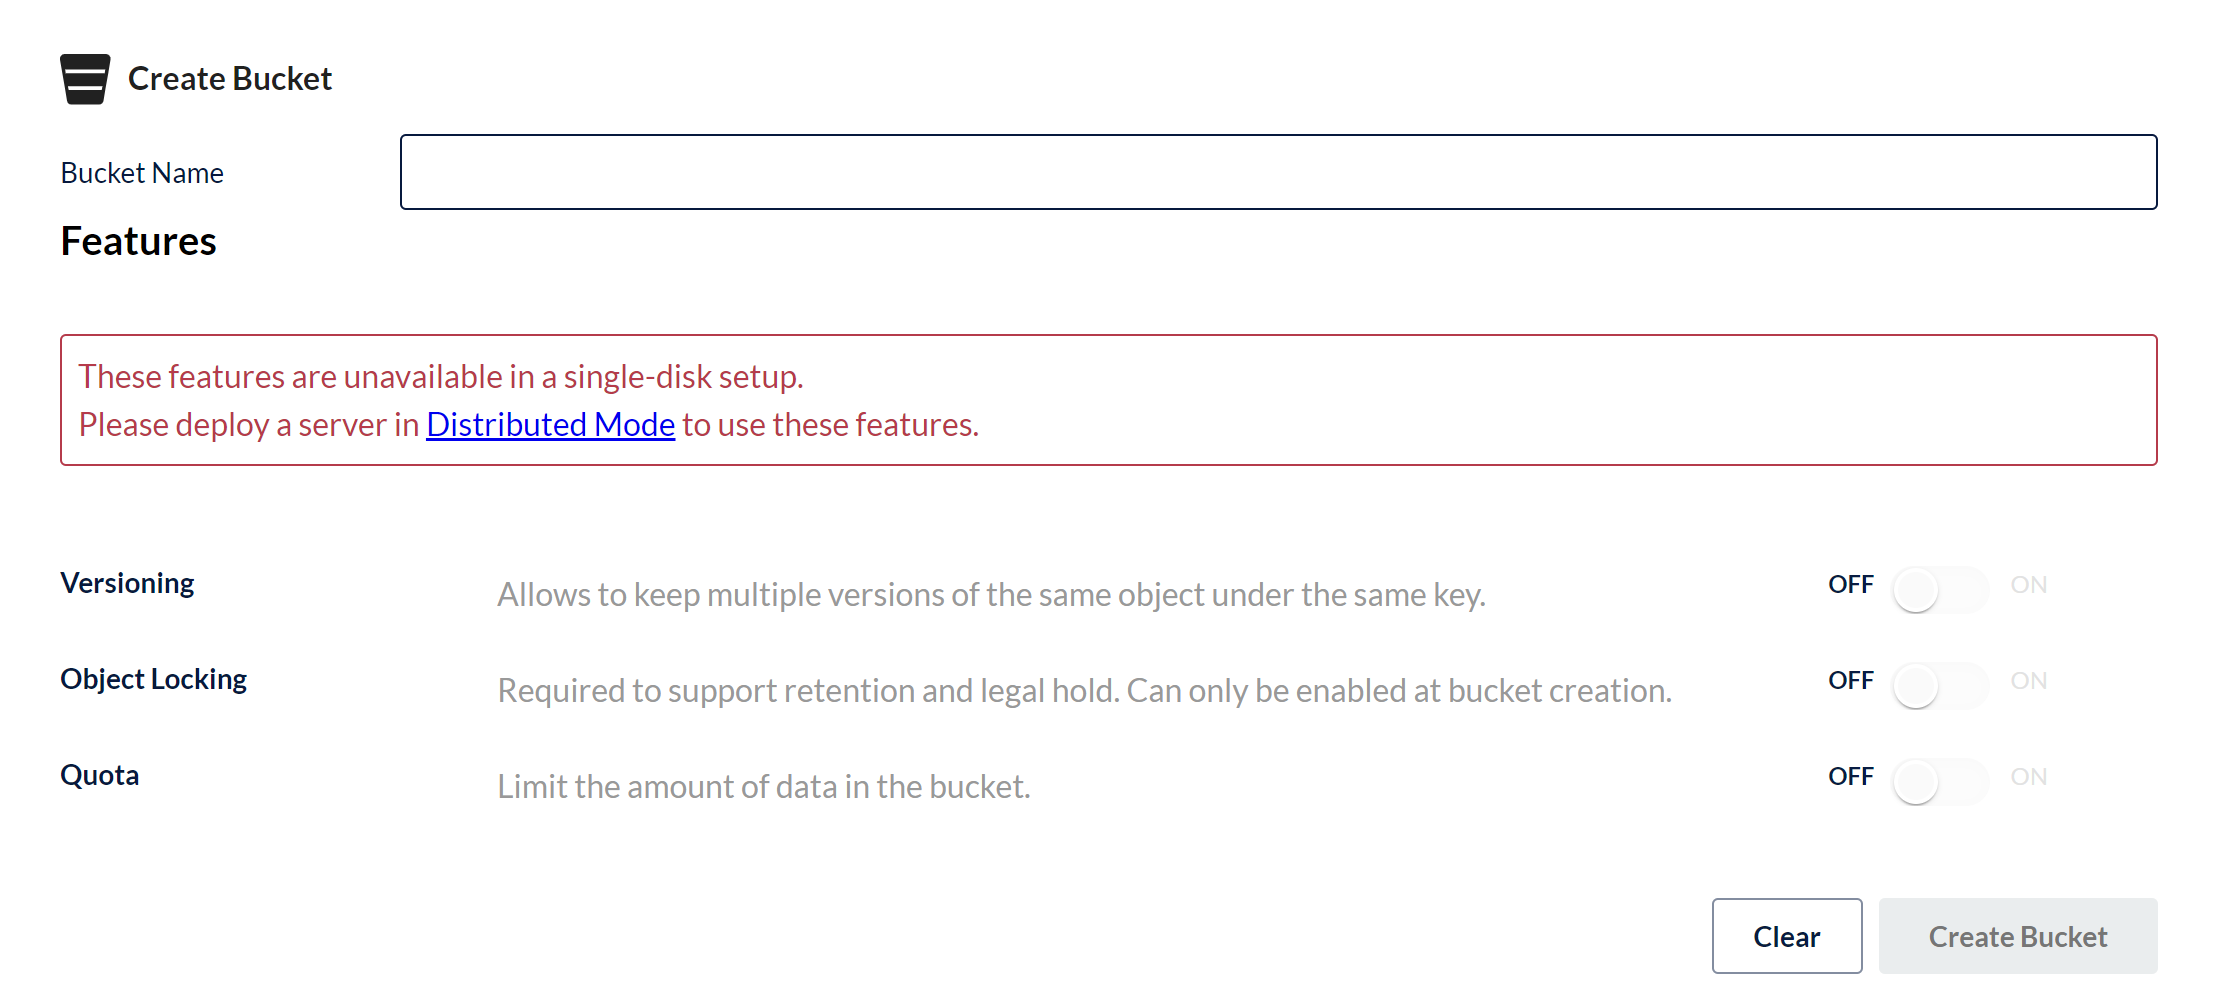 Create Bucket
Bucket Name
Features
These features are unavailable in a single-disk setup.
Please deploy a server in Distributed Mode to use these features.
Versioning Allows to keep multiple versions of the same object under the same key. OFF ON
Object Locking Required to support retention and legal hold. Can only be enabled at bucket creation. OFF ON
Quota Limit the amount of data in the bucket. OFF ON
Clear Create Bucket